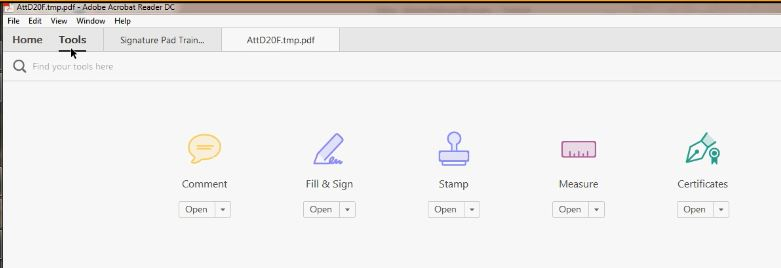 AttD20F.tmp.pdf - Adobe Acrobat Reader DC
File Edit View Window Help
Home Tools Signature Pad Train... AttD20F.tmp.pdf
Find your tools here
Comment Fill & Sign Stamp Measure Certificates
Open Open Open Open Open